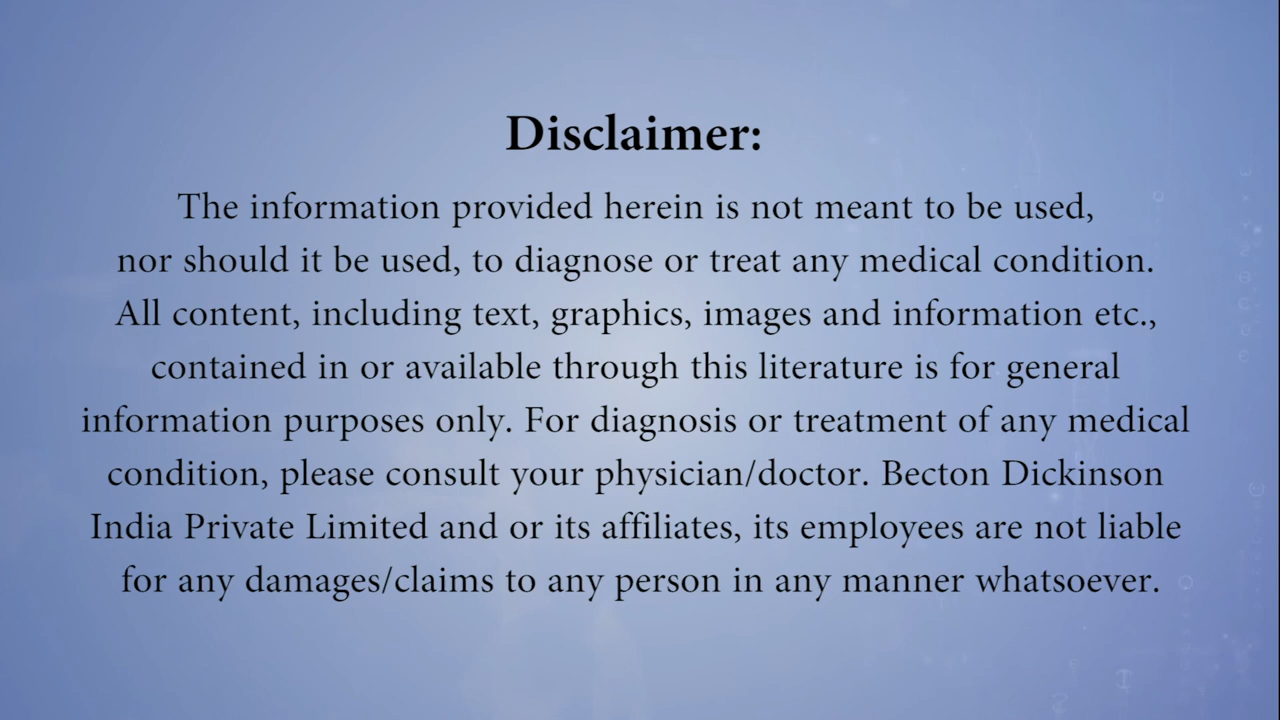 Disclaimer:
The information provided herein is not meant to be used,
nor should it be used, to diagnose or treat any medical condition.
All content, including text, graphics, images and information etc.,
contained in or available through this literature is for general
information purposes only. For diagnosis or treatment of any medical
condition, please consult your physician/doctor. Becton Dickinson
India Private Limited and or its affiliates, its employees are not liable
for any damages/claims to any person in any manner whatsoever.